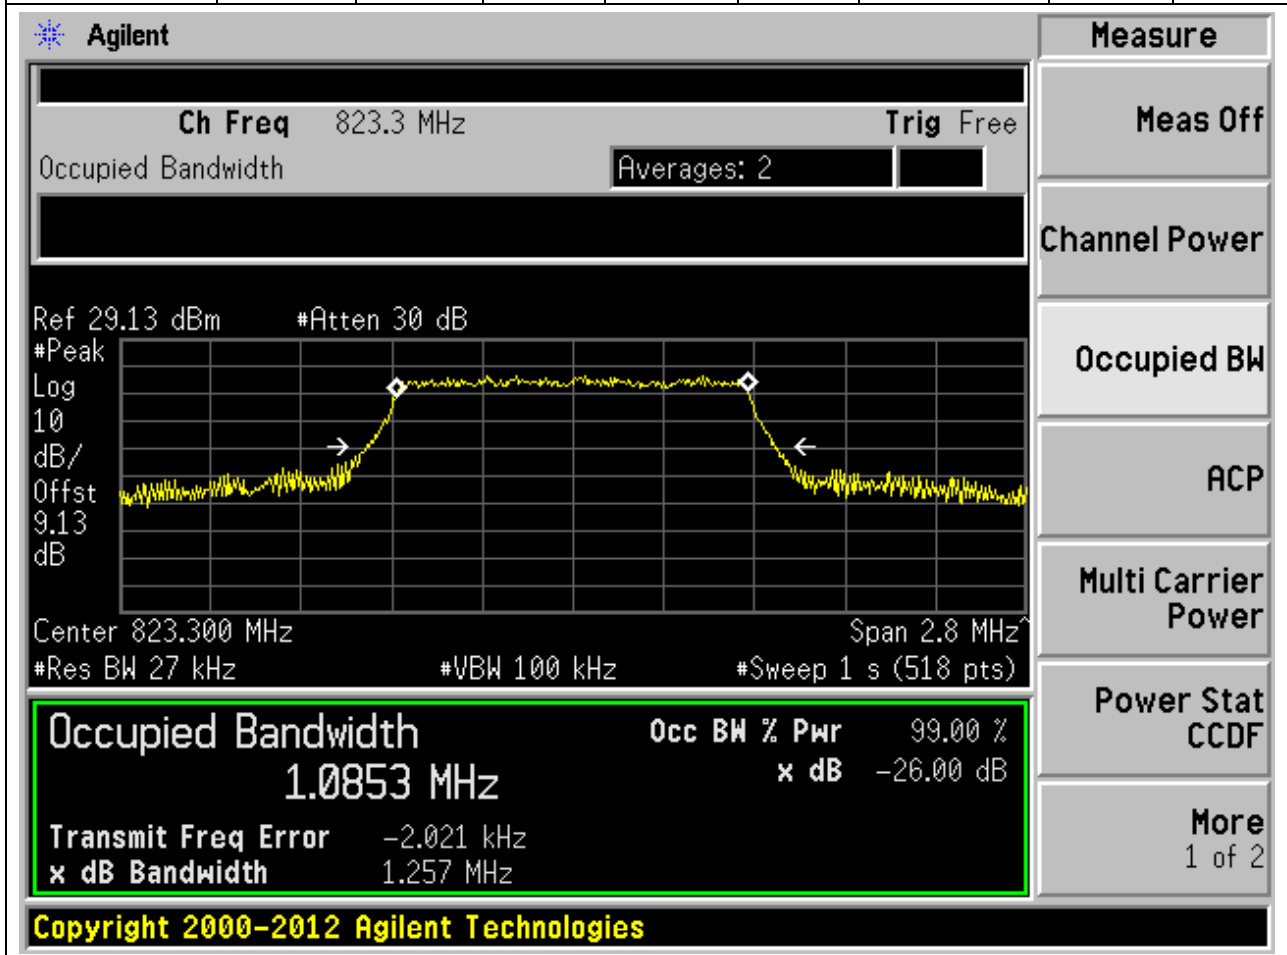 Agilent
Measure
Ch Freq 823.3 MHz Trig Free
Occupied Bandwidth Averages: 2
Ref 29.13 dBm #Atten 30 dB
#Peak
Log
10
dB/
Offst
9.13
dB
Center 823.300 MHz Span 2.8 MHz^
#Res BW 27 kHz #VBW 100 kHz #Sweep 1 s (518 pts)
Occupied Bandwidth Occ BW % Pwr 99.00 %
1.0853 MHz x dB -26.00 dB
Transmit Freq Error -2.021 kHz
x dB Bandwidth 1.257 MHz
Copyright 2000-2012 Agilent Technologies
Meas Off
Channel Power
Occupied BW
ACP
Multi Carrier
Power
Power Stat
CCDF
More
1 of 2